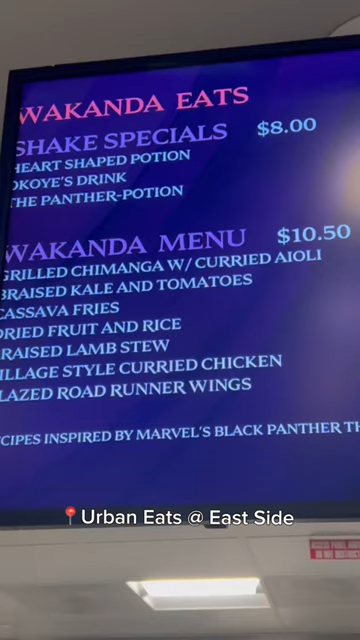 WAKANDA EATS
SHAKE SPECIALS $8.00
HEART SHAPED POTION
OKOYE'S DRINK
THE PANTHER-POTION
WAKANDA MENU $10.50
GRILLED CHIMANGA W/ CURRIED AIOLI
BRAISED KALE AND TOMATOES
CASSAVA FRIES
DRIED FRUIT AND RICE
RAISED LAMB STEW
ILLAGE STYLE CURRIED CHICKEN
LAZED ROAD RUNNER WINGS
CIPES INSPIRED BY MARVEL'S BLACK PANTHER TH
📍Urban Eats @ East Side